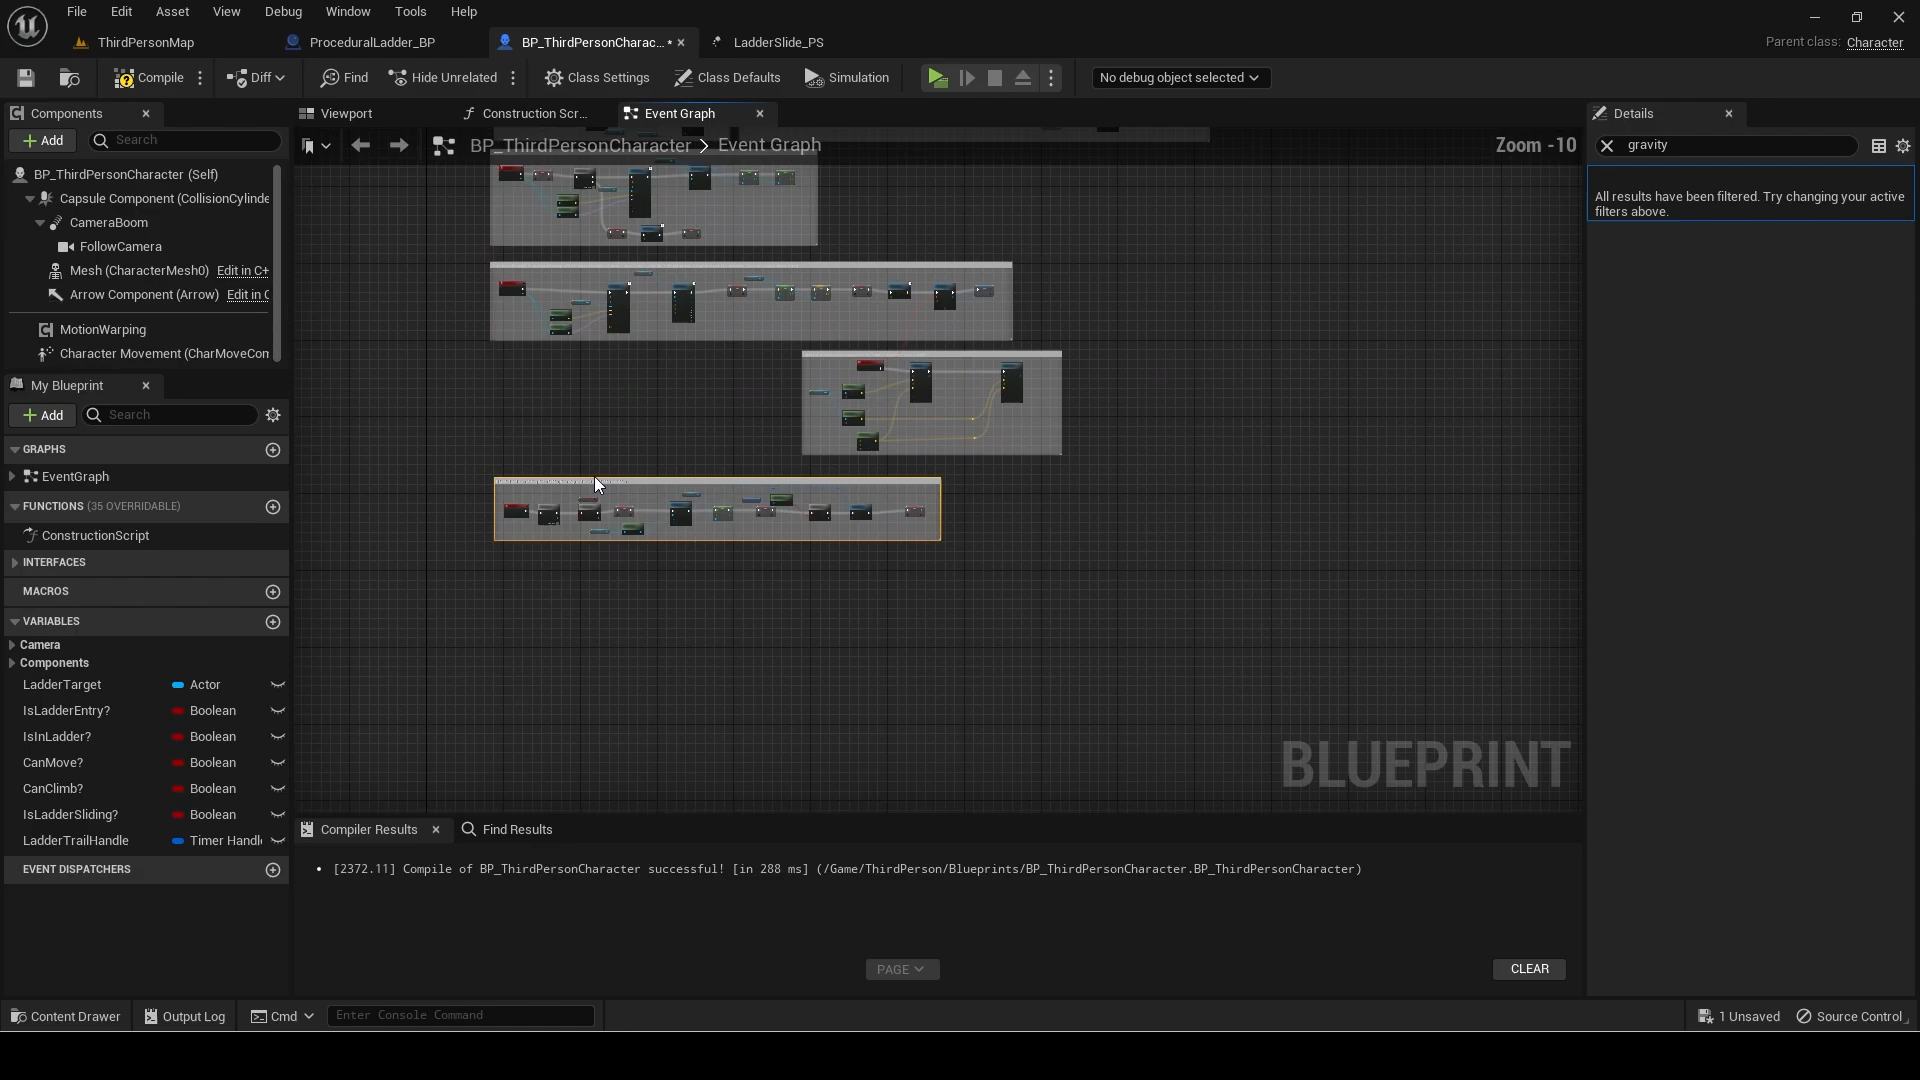 File Edit Asset View Debug Window Tools Help
ThirdPersonMap ProceduralLadder_BP BP_ThirdPersonCharac... • LadderSlide_PS Parent class: Character
Compile Diff Find Hide Unrelated Class Settings Class Defaults Simulation No debug object selected
Components Viewport Construction Scr... Event Graph Details
Add Search BP_ThirdPersonCharacter > Event Graph Zoom -10 gravity
BP_ThirdPersonCharacter (Self)
Capsule Component (CollisionCylinde
CameraBoom
FollowCamera
Mesh (CharacterMesh0) Edit in C+
Arrow Component (Arrow) Edit in C
MotionWarping
Character Movement (CharMoveCom
All results have been filtered. Try changing your active
filters above.
My Blueprint
Add Search
GRAPHS
EventGraph
FUNCTIONS (35 OVERRIDABLE)
ConstructionScript
INTERFACES
MACROS
VARIABLES
Camera
Components
LadderTarget Actor
IsLadderEntry? Boolean
IsInLadder? Boolean
CanMove? Boolean
CanClimb? Boolean
IsLadderSliding? Boolean
LadderTrailHandle Timer Handl
EVENT DISPATCHERS
BLUEPRINT
Compiler Results Find Results
• [2372.11] Compile of BP_ThirdPersonCharacter successful! [in 288 ms] (/Game/ThirdPerson/Blueprints/BP_ThirdPersonCharacter.BP_ThirdPersonCharacter)
PAGE CLEAR
Content Drawer Output Log Cmd Enter Console Command 1 Unsaved Source Control